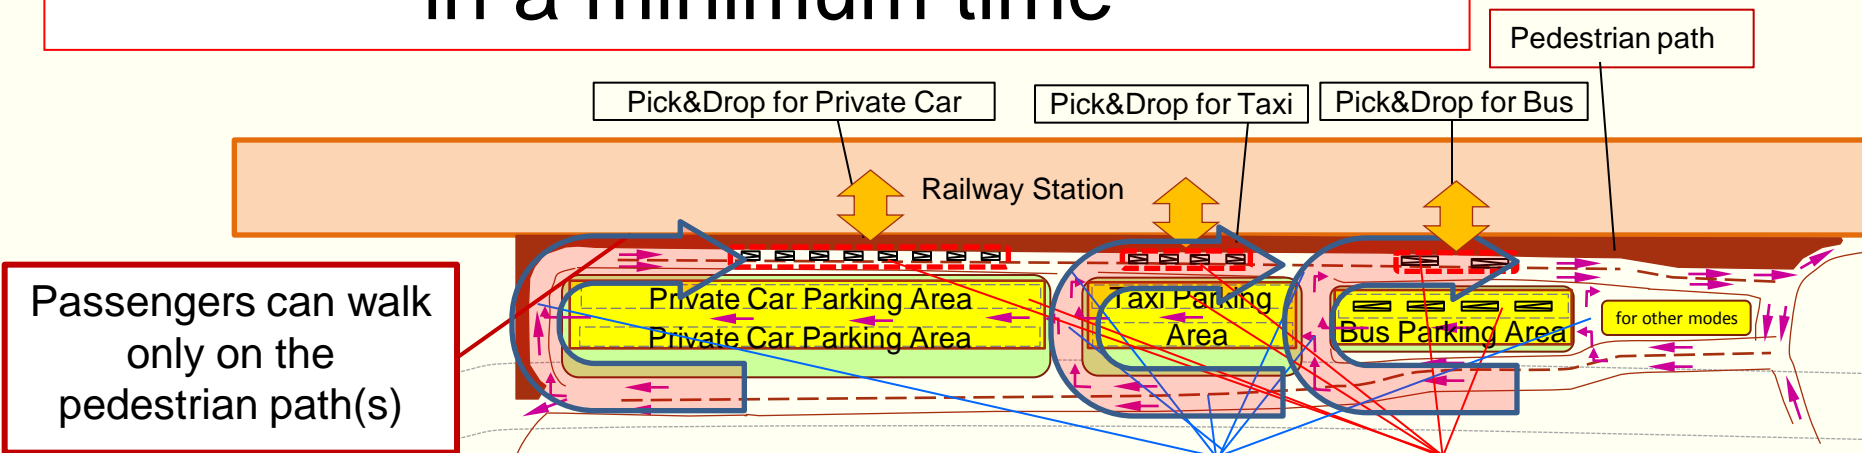 in a minimum time
Pedestrian path
Pick&Drop for Private Car
Pick&Drop for Taxi
Pick&Drop for Bus
Railway Station
Passengers can walk
only on the
pedestrian path(s)
Private Car Parking Area
Private Car Parking Area
Taxi Parking
Area
Bus Parking Area
for other modes